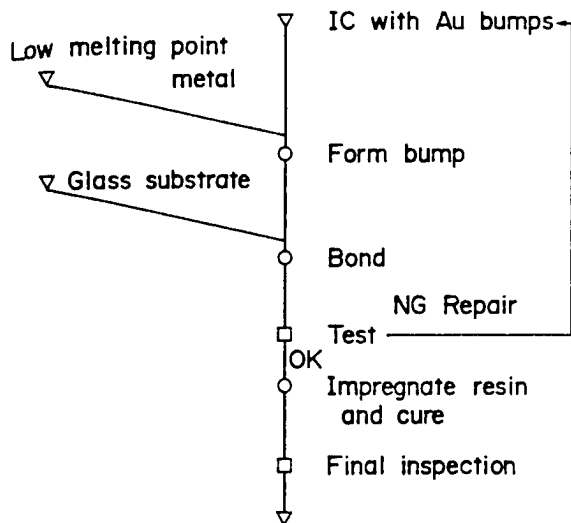 IC with Au bumps
Low melting point
metal
Form bump
Glass substrate
Bond
NG Repair
Test
OK
Impregnate resin
and cure
Final inspection